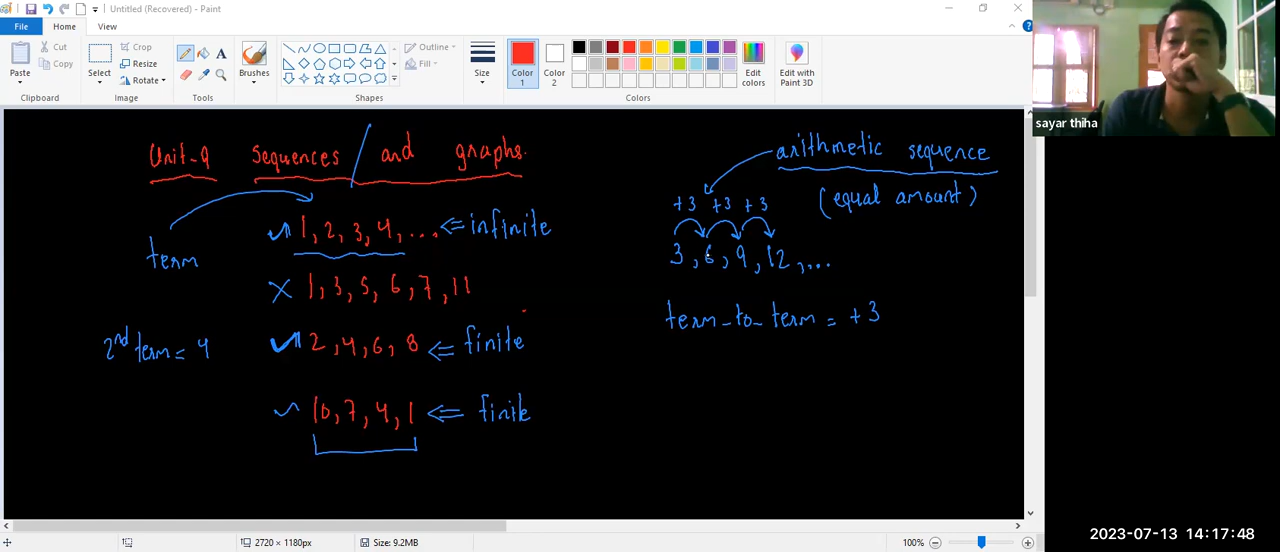 Untitled (Recovered) - Paint
File Home View
Paste Cut Copy Clipboard
Select Crop Resize Rotate Image
Tools
Brushes
Outline Fill Shapes
Size
Color 1 Color 2 Edit colors Colors
Edit with Paint 3D
sayar thiha
Unit-9 Sequences / and graphs.
term
1, 2, 3, 4, ... ⇐ infinite
1, 3, 5, 6, 7, 11
2nd term = 4
2, 4, 6, 8 ⇐ finite
10, 7, 4, 1 ⇐ finite
arithmetic sequence
(equal amount)
+3 +3 +3
3, 6, 9, 12, ...
term-to-term = +3
2720 × 1180px
Size: 9.2MB
100%
2023-07-13 14:17:48